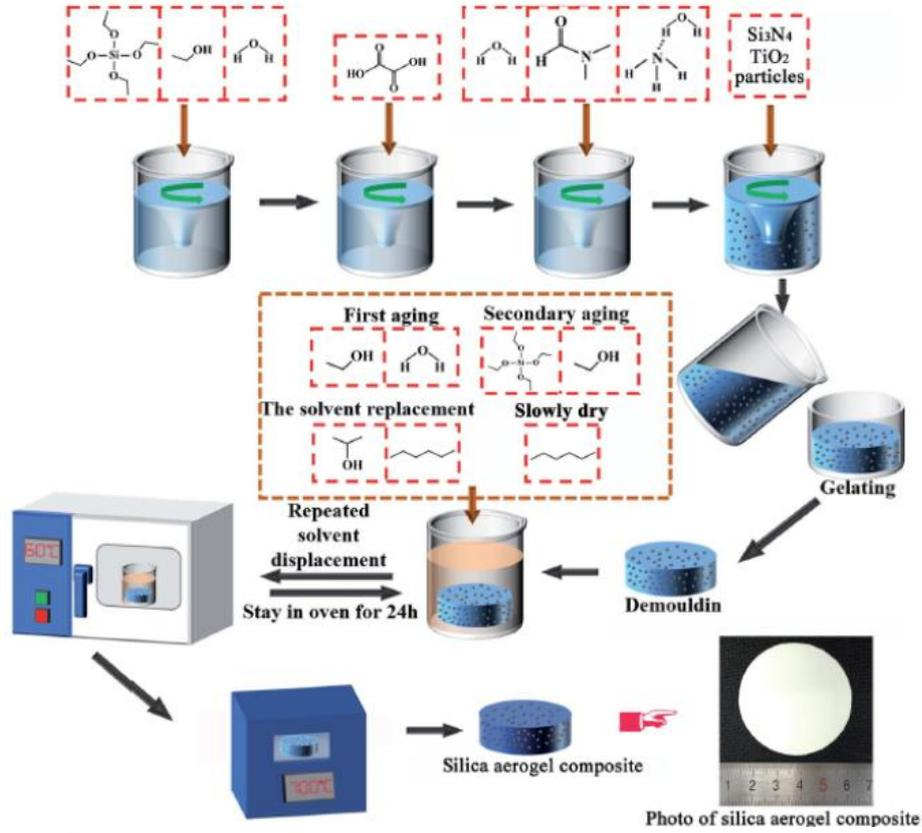 Si₃N₄
TiO₂
particles
First aging
Secondary aging
The solvent replacement
Slowly dry
Gelating
Repeated
solvent
displacement
Stay in oven for 24h
60℃
Demouldin
700℃
Silica aerogel composite
1 2 3 4 5 6 7
Photo of silica aerogel composite